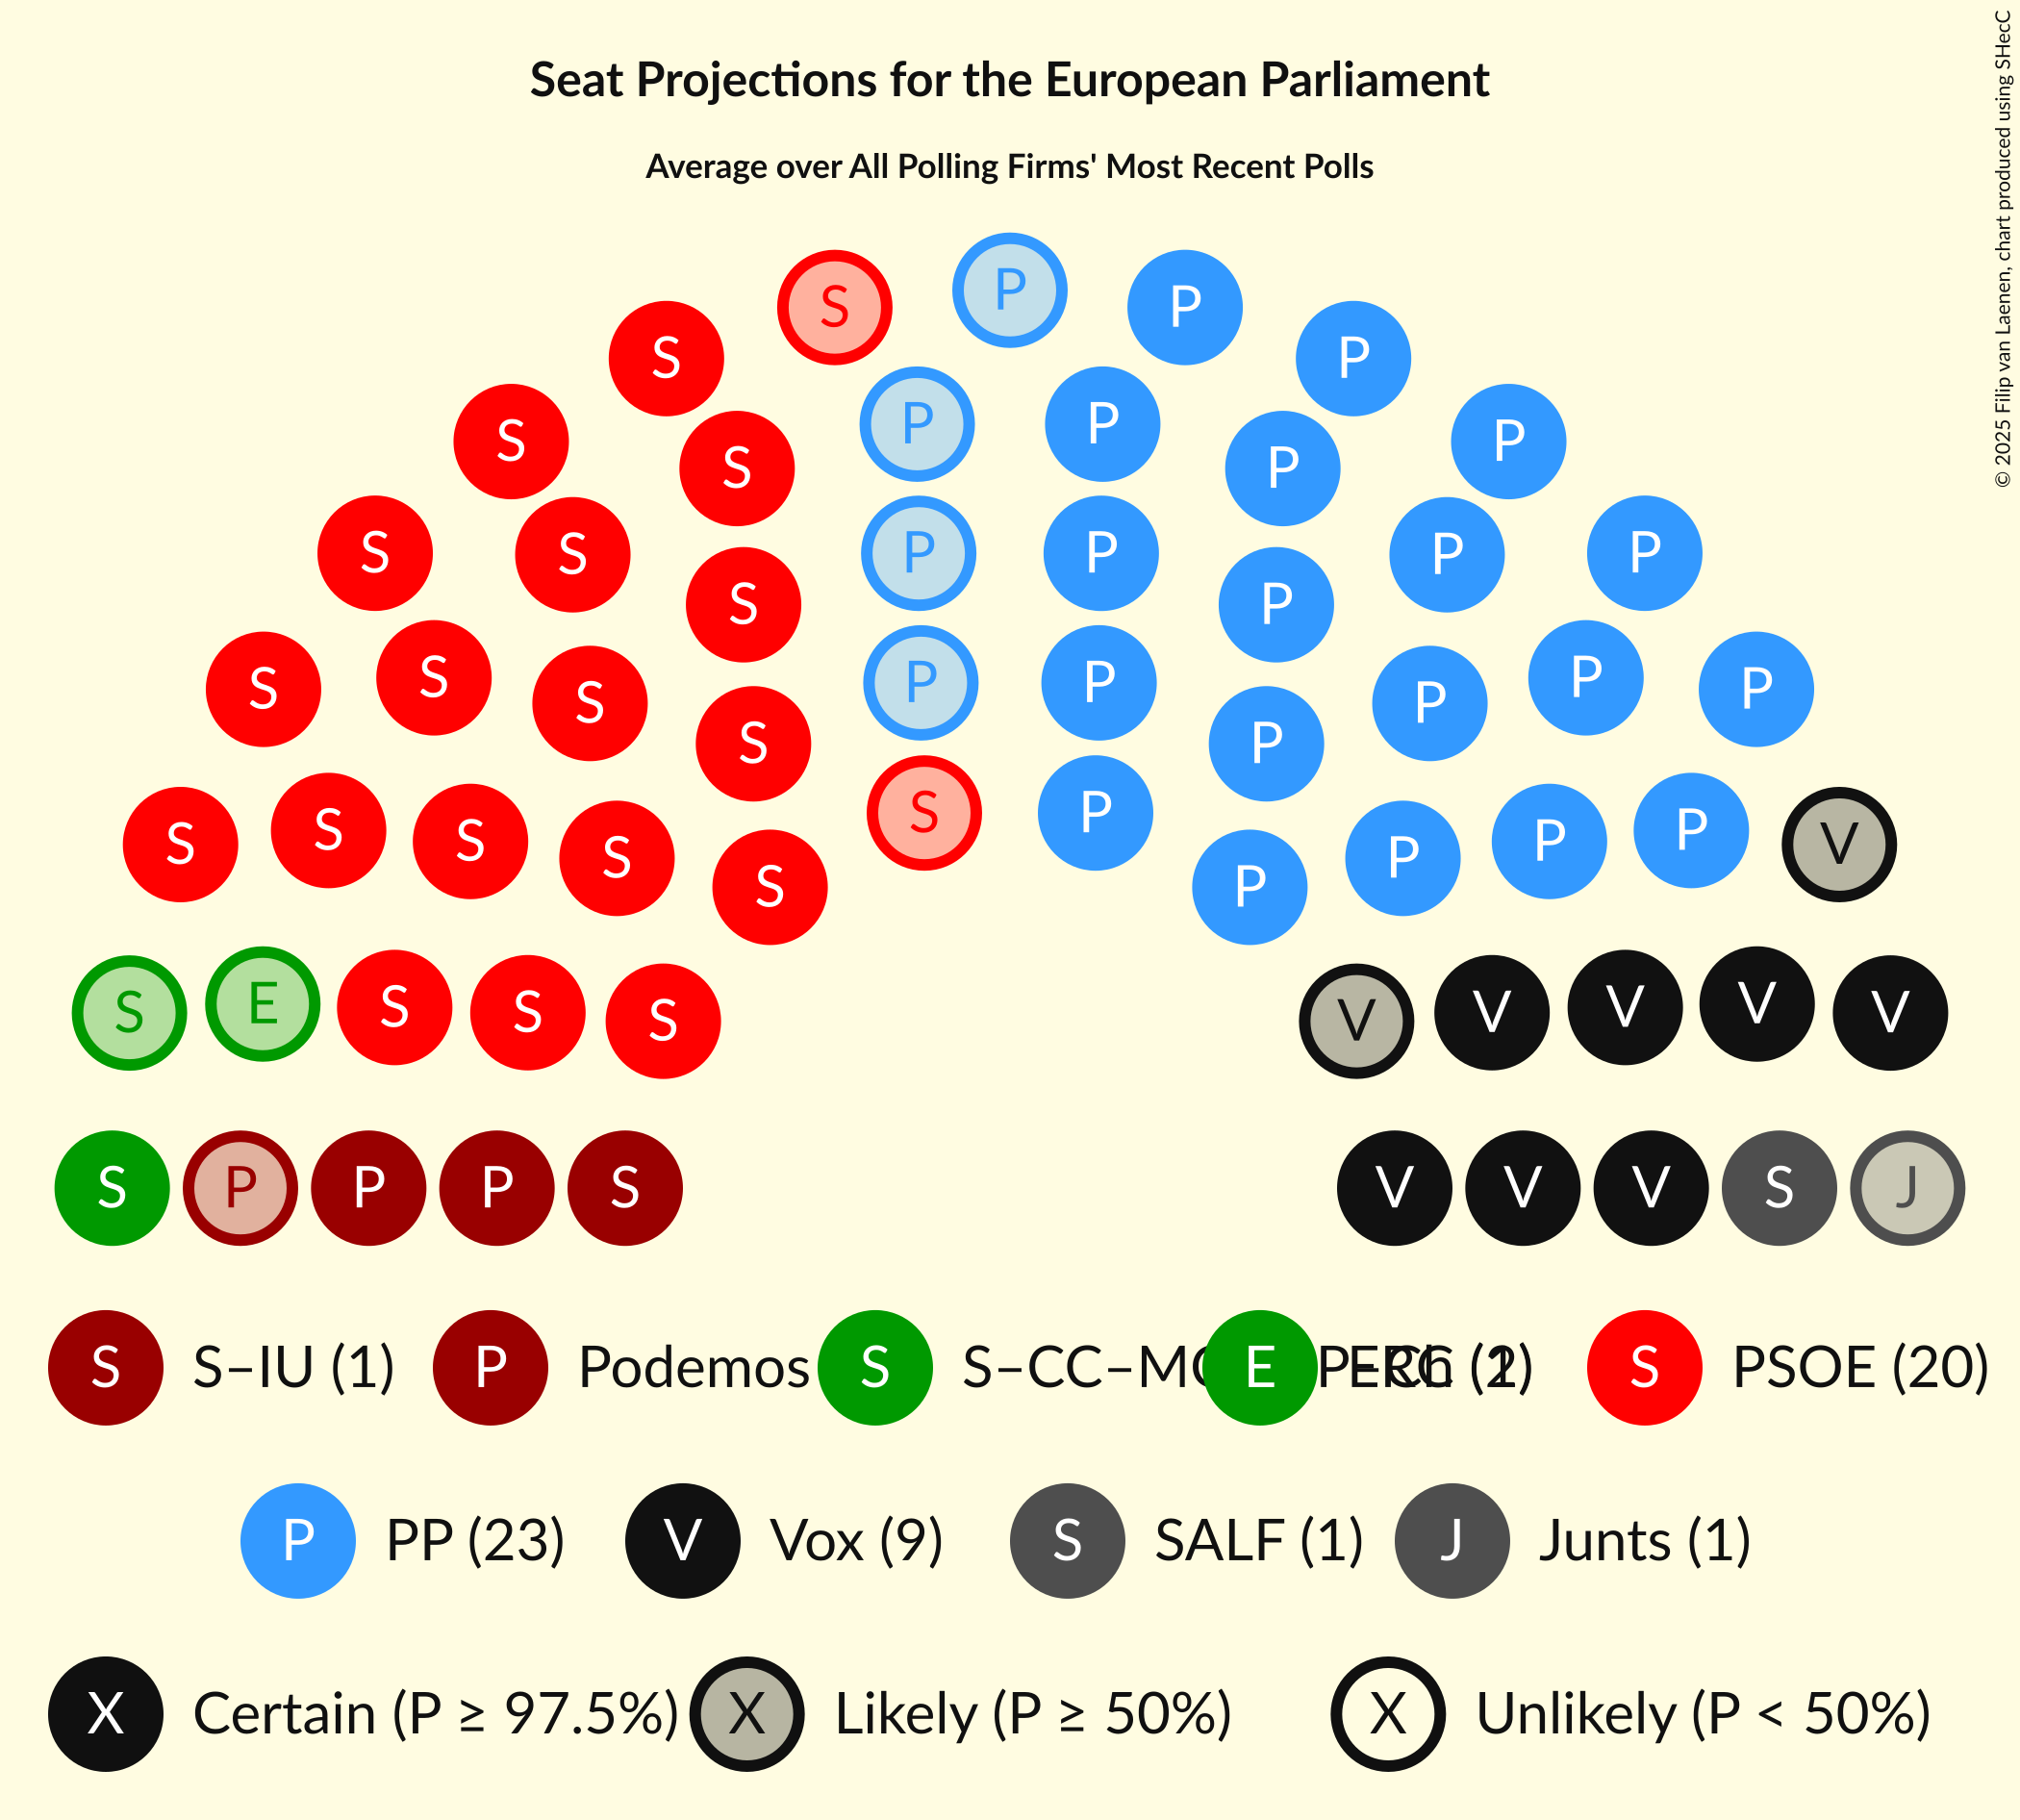 Seat Projections for the European Parliament
Average over All Polling Firms' Most Recent Polls
© 2025 Filip van Laenen, chart produced using SHecC
S P P P
S P P P P
S S P P
S S P P P P
S S P P
S S S P P P P
S S S P P P P
S S S S S S P P P P P V
S E S S S V V V V V
S P P P S V V V S J
S S–IU (1) P Podemos S S–CC–M E S PSOE (20)
P PP (23) V Vox (9) S SALF (1) J Junts (1)
X Certain (P ≥ 97.5%) X Likely (P ≥ 50%) X Unlikely (P < 50%)